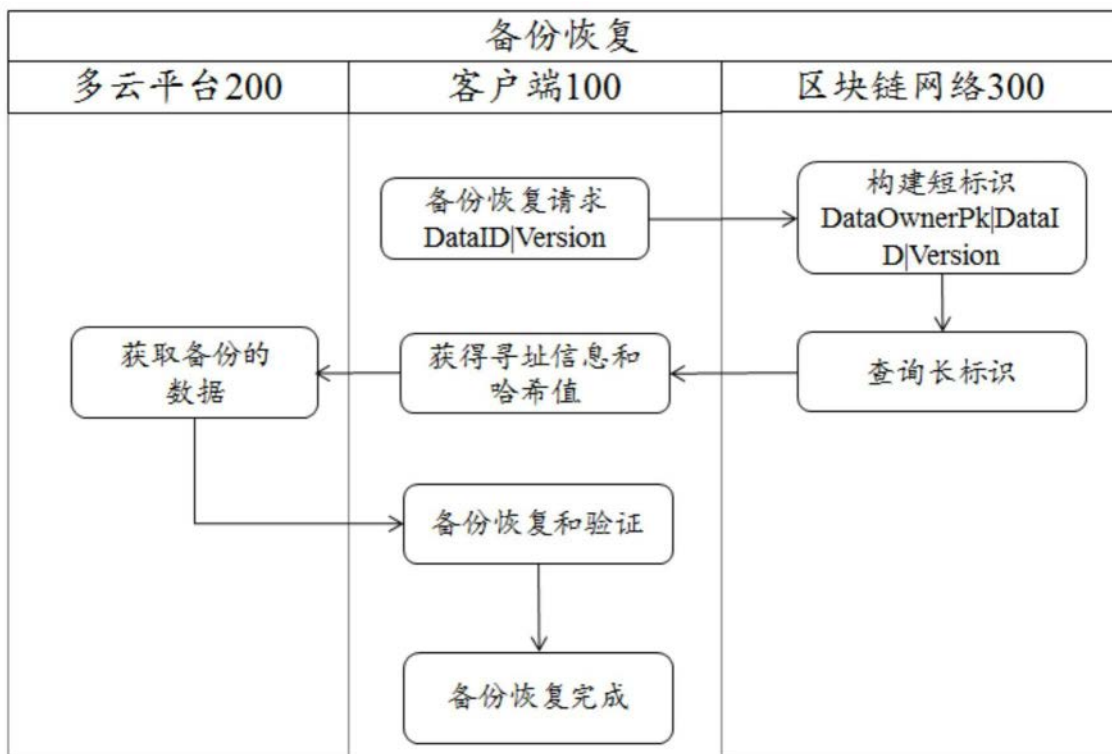 备份恢复
多云平台200
客户端100
区块链网络300
备份恢复请求
DataID|Version
构建短标识
DataOwnerPk|DataI
D|Version
获取备份的
数据
获得寻址信息和
哈希值
查询长标识
备份恢复和验证
备份恢复完成